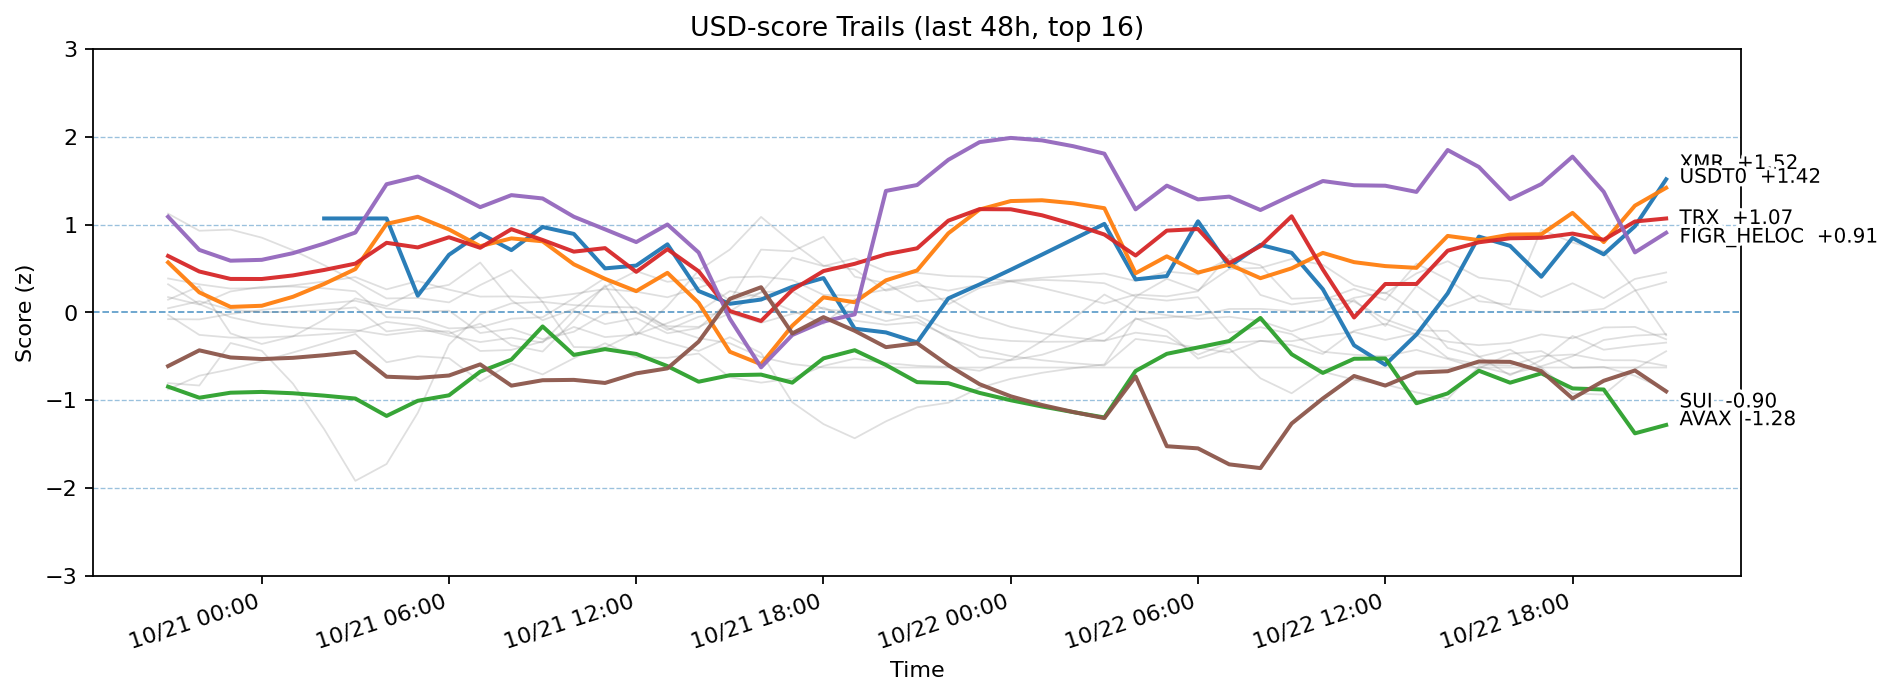 USD-score Trails (last 48h, top 16)
3
2
1
0
−1
−2
−3
Score (z)
XMR +1.52
USDT0 +1.42
TRX +1.07
FIGR_HELOC +0.91
SUI -0.90
AVAX -1.28
10/21 00:00
10/21 06:00
10/21 12:00
10/21 18:00
10/22 00:00
10/22 06:00
10/22 12:00
10/22 18:00
Time